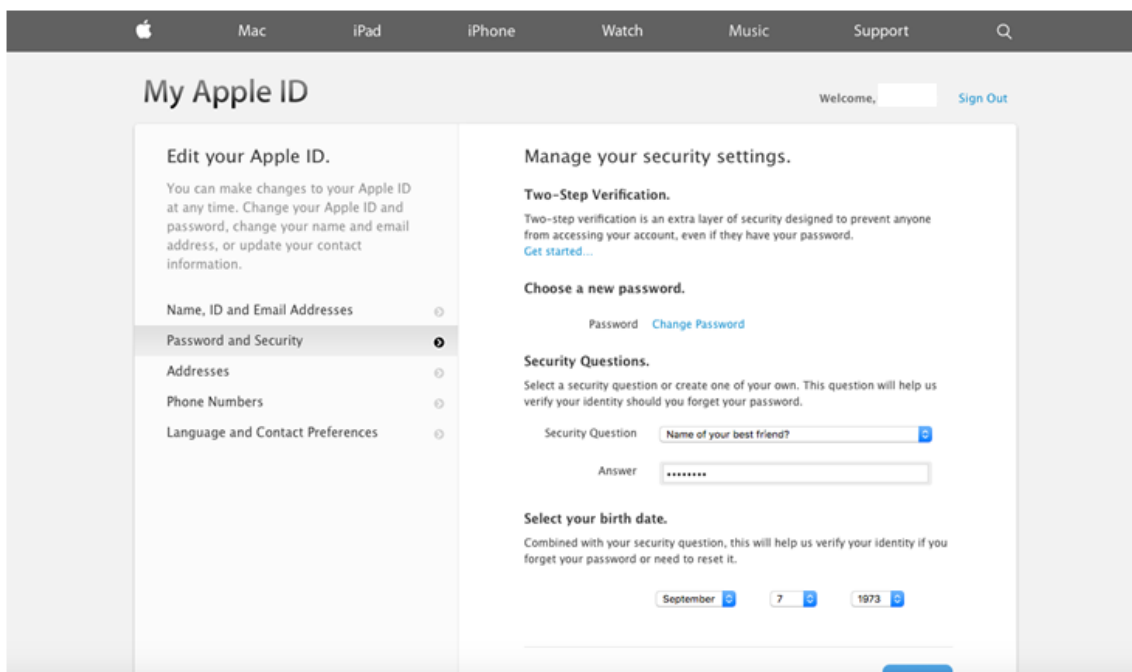 Mac iPad iPhone Watch Music Support
My Apple ID
Welcome, Sign Out
Edit your Apple ID.
You can make changes to your Apple ID
at any time. Change your Apple ID and
password, change your name and email
address, or update your contact
information.
Name, ID and Email Addresses
Password and Security
Addresses
Phone Numbers
Language and Contact Preferences
Manage your security settings.
Two-Step Verification.
Two-step verification is an extra layer of security designed to prevent anyone
from accessing your account, even if they have your password.
Get started...
Choose a new password.
Password Change Password
Security Questions.
Select a security question or create one of your own. This question will help us
verify your identity should you forget your password.
Security Question Name of your best friend?
Answer ••••••••
Select your birth date.
Combined with your security question, this will help us verify your identity if you
forget your password or need to reset it.
September 7 1973